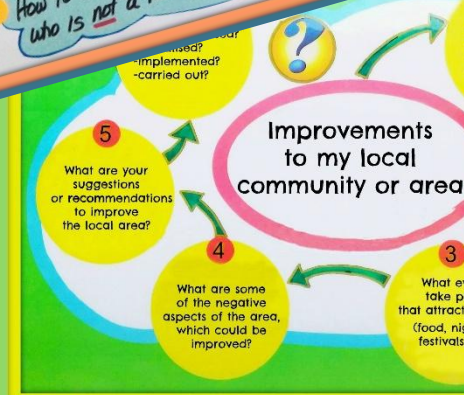 How
who is not a
-implemented?
-carried out?
5
What are your
suggestions
or recommendations
to improve
the local area?
Improvements
to my local
community or area
4
What are some
of the negative
aspects of the area,
which could be
improved?
3
What
take
that attract
(food,
festivals